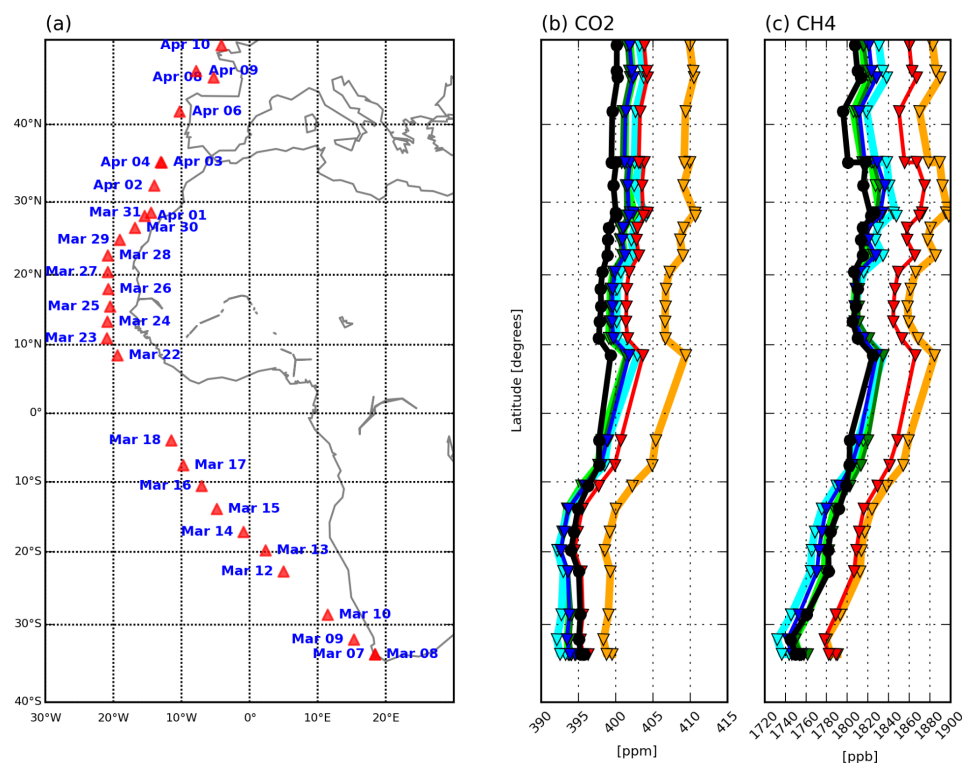 (a)
(b) CO2
(c) CH4
Apr 10
Apr 09
Apr 08
Apr 06
40°N
Apr 04
Apr 03
Apr 02
30°N
Mar 31
Apr 01
Mar 30
Mar 29
Mar 28
20°N
Mar 27
Mar 26
Mar 25
Mar 24
Mar 23
10°N
Mar 22
0°
Mar 18
Mar 17
10°S
Mar 16
Mar 15
Mar 14
20°S
Mar 13
Mar 12
30°S
Mar 10
Mar 09
Mar 07
Mar 08
40°S
30°W
20°W
10°W
0°
10°E
20°E
Latitude [degrees]
390
395
400
405
410
415
[ppm]
1720
1740
1760
1780
1800
1820
1840
1860
1880
1900
[ppb]